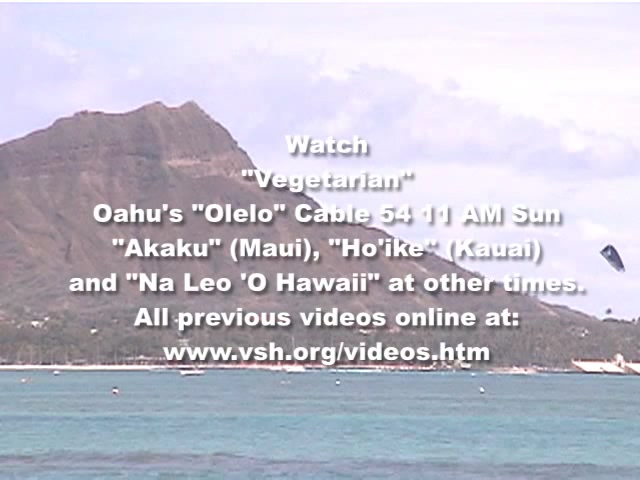 Watch
"Vegetarian"
Oahu's "Olelo" Cable 54 11 AM Sun
"Akaku" (Maui), "Ho'ike" (Kauai)
and "Na Leo 'O Hawaii" at other times.
All previous videos online at:
www.vsh.org/videos.htm